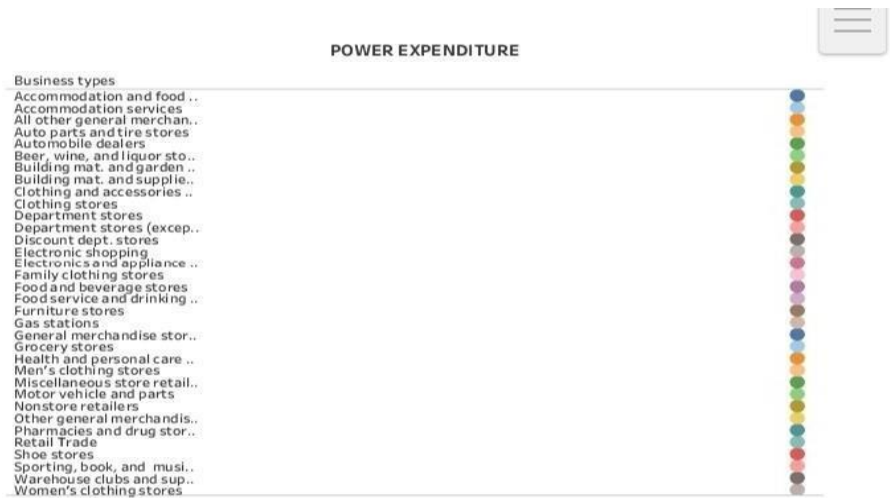 POWER EXPENDITURE
Business types
Accommodation and food ..
Accommodation services
All other general merchan..
Auto parts and tire stores
Automobile dealers
Beer, wine, and liquor sto..
Building mat. and garden ..
Building mat. and supplie..
Clothing and accessories ..
Clothing stores
Department stores
Department stores (excep..
Discount dept. stores
Electronic shopping
Electronics and appliance ..
Family clothing stores
Food and beverage stores
Food service and drinking ..
Furniture stores
Gas stations
General merchandise stor..
Grocery stores
Health and personal care ..
Men's clothing stores
Miscellaneous store retail..
Motor vehicle and parts
Nonstore retailers
Other general merchandis..
Pharmacies and drug stor..
Retail Trade
Shoe stores
Sporting, book, and musi..
Warehouse clubs and sup..
Women's clothing stores